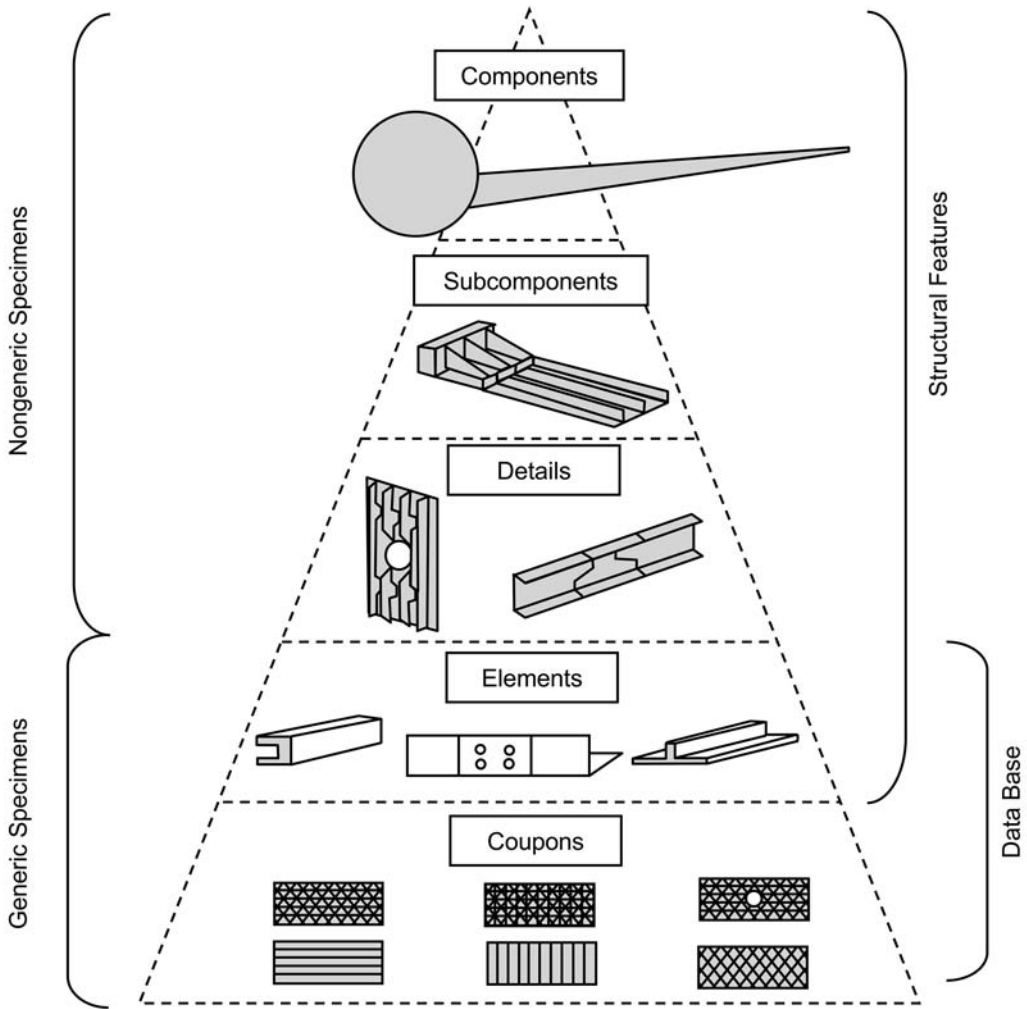 Components
Subcomponents
Details
Elements
Coupons
Nongeneric Specimens
Generic Specimens
Structural Features
Data Base